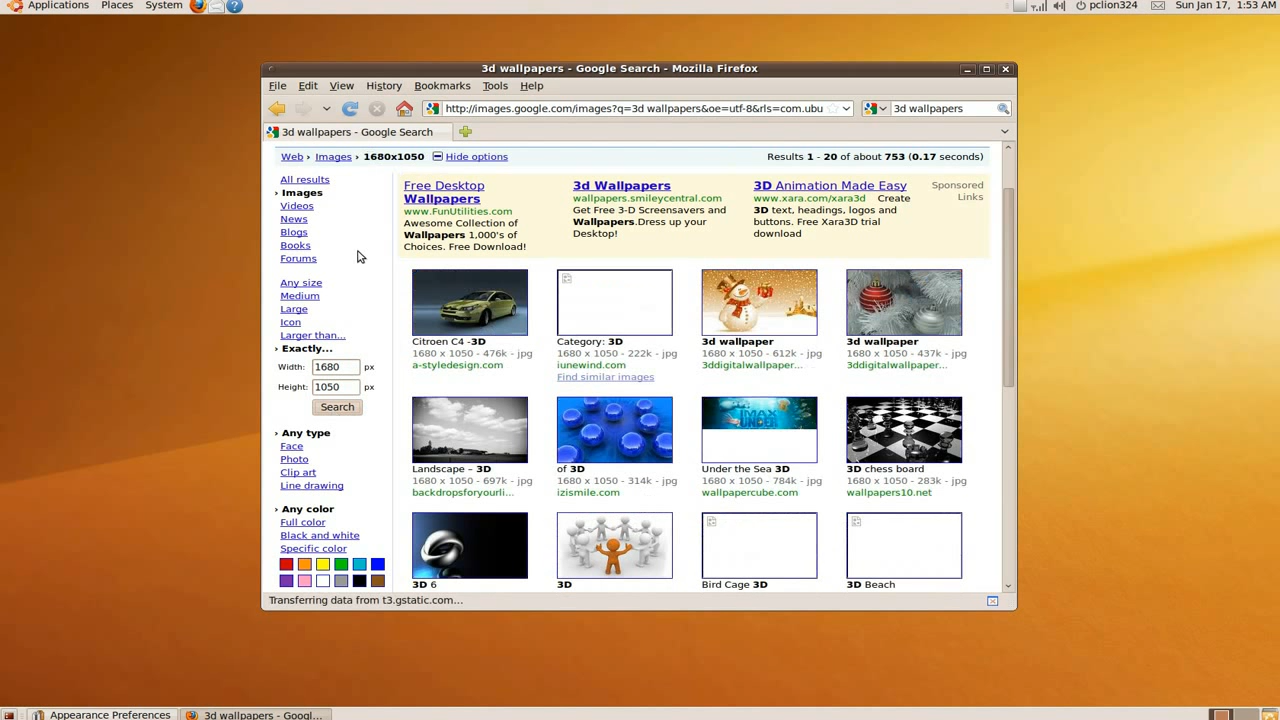 Applications Places System pclion324 Sun Jan 17, 1:53 AM
3d wallpapers - Google Search - Mozilla Firefox
File Edit View History Bookmarks Tools Help
http://images.google.com/images?q=3d wallpapers&oe=utf-8&rls=com.ubu 3d wallpapers
3d wallpapers - Google Search
Web › Images › 1680x1050 Hide options Results 1 - 20 of about 753 (0.17 seconds)
All results
› Images
Videos
News
Blogs
Books
Forums
Any size
Medium
Large
Icon
Larger than...
› Exactly...
Width: 1680 px
Height: 1050 px
Search
› Any type
Face
Photo
Clip art
Line drawing
› Any color
Full color
Black and white
Specific color
Free Desktop
Wallpapers
www.FunUtilities.com
Awesome Collection of
Wallpapers 1,000's of
Choices. Free Download!
3d Wallpapers
wallpapers.smileycentral.com
Get Free 3-D Screensavers and
Wallpapers.Dress up your
Desktop!
3D Animation Made Easy
www.xara.com/xara3d Create
3D text, headings, logos and
buttons. Free Xara3D trial
download
Sponsored
Links
Citroen C4 -3D
1680 x 1050 - 476k - jpg
a-styledesign.com
Category: 3D
1680 x 1050 - 222k - jpg
iunewind.com
Find similar images
3d wallpaper
1680 x 1050 - 612k - jpg
3ddigitalwallpaper...
3d wallpaper
1680 x 1050 - 437k - jpg
3ddigitalwallpaper...
Landscape – 3D
1680 x 1050 - 697k - jpg
backdropsforyourli...
of 3D
1680 x 1050 - 314k - jpg
izismile.com
IMAX
UNDER
Under the Sea 3D
1680 x 1050 - 784k - jpg
wallpapercube.com
3D chess board
1680 x 1050 - 283k - jpg
wallpapers10.net
3D 6
3D
Bird Cage 3D
3D Beach
Transferring data from t3.gstatic.com...
Appearance Preferences 3d wallpapers - Googl...